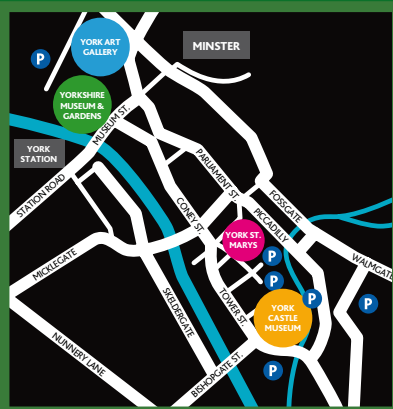 YORK ART
GALLERY
MINSTER
P
YORKSHIRE
MUSEUM &
GARDENS
MUSEUM ST.
YORK
STATION
STATION ROAD
PARLIAMENT ST.
CONEY ST.
FOSSGATE
PICCADILLY
YORK ST.
MARYS
P
P
WALMGATE
MICKLEGATE
SKELDERGATE
TOWER ST.
YORK
CASTLE
MUSEUM
P
P
NUNNERY LANE
BISHOPGATE ST.
P